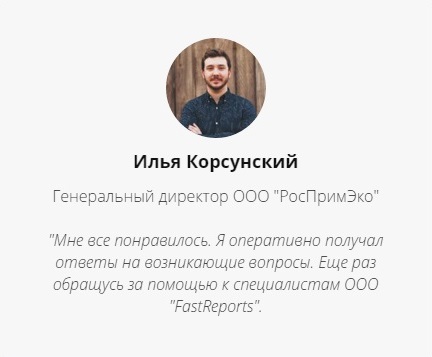 Илья Корсунский
Генеральный директор ООО "РосПримЭко"
"Мне все понравилось. Я оперативно получал
ответы на возникающие вопросы. Еще раз
обращусь за помощью к специалистам ООО
"FastReports".